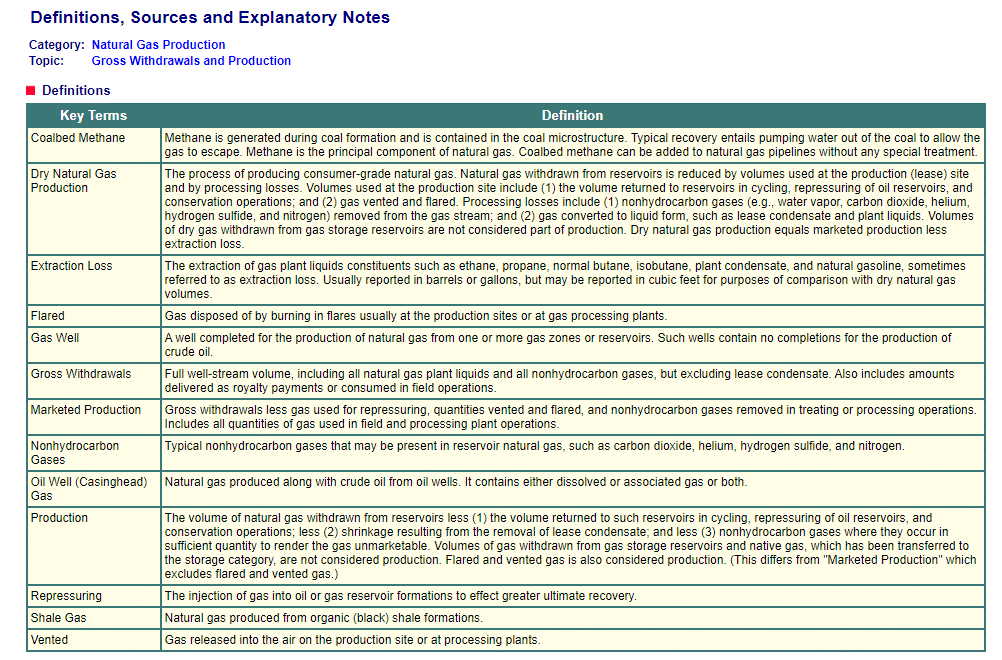 Definitions, Sources and Explanatory Notes
Category: Natural Gas Production
Topic: Gross Withdrawals and Production
Definitions
Key Terms Definition
Coalbed Methane
Methane is generated during coal formation and is contained in the coal microstructure. Typical recovery entails pumping water out of the coal to allow the
gas to escape. Methane is the principal component of natural gas. Coalbed methane can be added to natural gas pipelines without any special treatment.
Dry Natural Gas
Production
The process of producing consumer-grade natural gas. Natural gas withdrawn from reservoirs is reduced by volumes used at the production (lease) site
and by processing losses. Volumes used at the production site include (1) the volume returned to reservoirs in cycling, repressuring of oil reservoirs, and
conservation operations; and (2) gas vented and flared. Processing losses include (1) nonhydrocarbon gases (e.g., water vapor, carbon dioxide, helium,
hydrogen sulfide, and nitrogen) removed from the gas stream; and (2) gas converted to liquid form, such as lease condensate and plant liquids. Volumes
of dry gas withdrawn from gas storage reservoirs are not considered part of production. Dry natural gas production equals marketed production less
extraction loss.
Extraction Loss
The extraction of gas plant liquids constituents such as ethane, propane, normal butane, isobutane, plant condensate, and natural gasoline, sometimes
referred to as extraction loss. Usually reported in barrels or gallons, but may be reported in cubic feet for purposes of comparison with dry natural gas
volumes.
Flared
Gas disposed of by burning in flares usually at the production sites or at gas processing plants.
Gas Well
A well completed for the production of natural gas from one or more gas zones or reservoirs. Such wells contain no completions for the production of
crude oil.
Gross Withdrawals
Full well-stream volume, including all natural gas plant liquids and all nonhydrocarbon gases, but excluding lease condensate. Also includes amounts
delivered as royalty payments or consumed in field operations.
Marketed Production
Gross withdrawals less gas used for repressuring, quantities vented and flared, and nonhydrocarbon gases removed in treating or processing operations.
Includes all quantities of gas used in field and processing plant operations.
Nonhydrocarbon
Gases
Typical nonhydrocarbon gases that may be present in reservoir natural gas, such as carbon dioxide, helium, hydrogen sulfide, and nitrogen.
Oil Well (Casinghead)
Gas
Natural gas produced along with crude oil from oil wells. It contains either dissolved or associated gas or both.
Production
The volume of natural gas withdrawn from reservoirs less (1) the volume returned to such reservoirs in cycling, repressuring of oil reservoirs, and
conservation operations; less (2) shrinkage resulting from the removal of lease condensate; and less (3) nonhydrocarbon gases where they occur in
sufficient quantity to render the gas unmarketable. Volumes of gas withdrawn from gas storage reservoirs and native gas, which has been transferred to
the storage category, are not considered production. Flared and vented gas is also considered production. (This differs from "Marketed Production" which
excludes flared and vented gas.)
Repressuring
The injection of gas into oil or gas reservoir formations to effect greater ultimate recovery.
Shale Gas
Natural gas produced from organic (black) shale formations.
Vented
Gas released into the air on the production site or at processing plants.